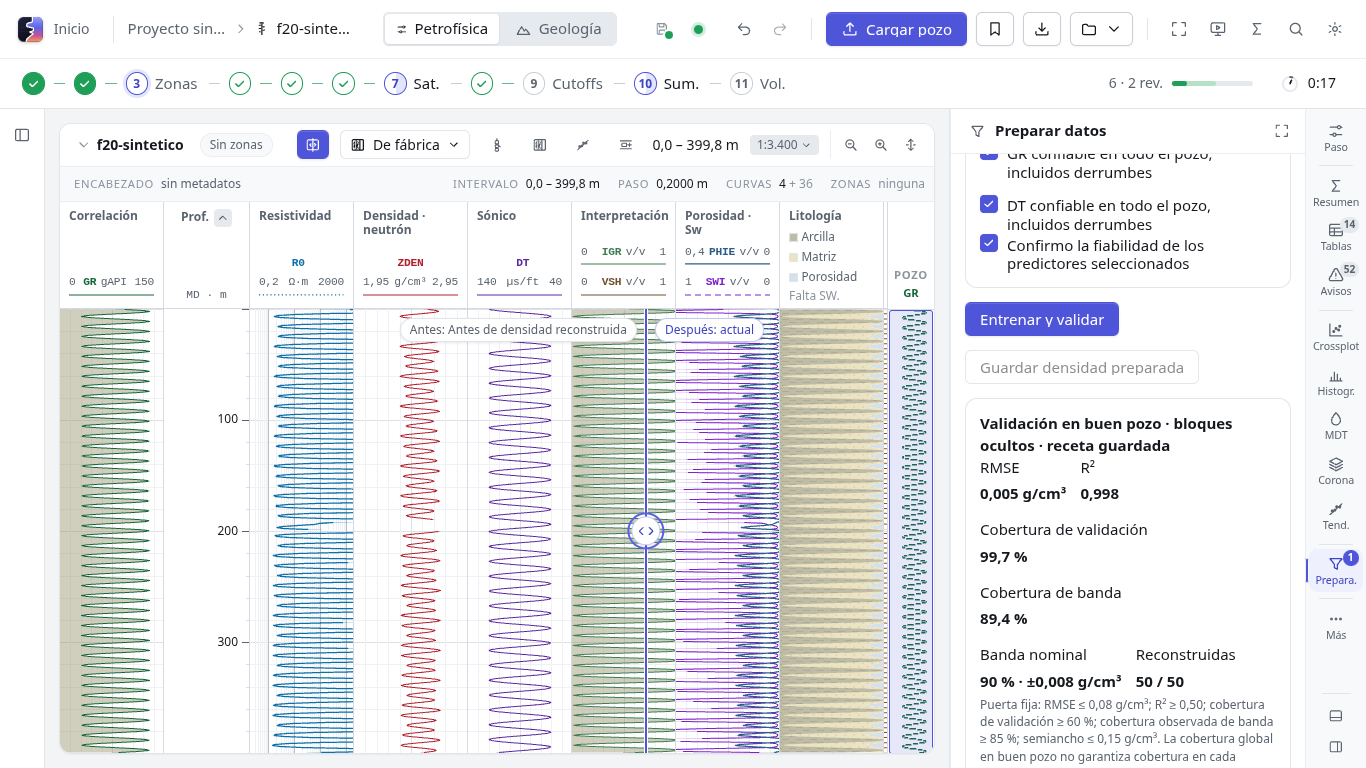 Inicio
Proyecto sin...
f20-sinte...
Petrofísica
Geología
Cargar pozo
3 Zonas
7 Sat.
9 Cutoffs
10 Sum.
11 Vol.
6 · 2 rev.
0:17
f20-sintetico
Sin zonas
De fábrica
0,0 – 399,8 m
1:3.400
ENCABEZADO sin metadatos
INTERVALO 0,0 – 399,8 m
PASO 0,2000 m
CURVAS 4 + 36
ZONAS ninguna
Correlación
0 GR gAPI 150
Prof.
MD · m
Resistividad
R0
0,2 Ω·m 2000
Densidad ·
neutrón
ZDEN
1,95 g/cm³ 2,95
Sónico
DT
140 µs/ft 40
Interpretación
0 IGR v/v 1
0 VSH v/v 1
Porosidad ·
Sw
0,4 PHIE v/v 0
1 SWI v/v 0
Litología
Arcilla
Matriz
Porosidad
Falta SW.
POZO
GR
Antes: Antes de densidad reconstruida
Después: actual
100
200
300
Preparar datos
GR confiable en todo el pozo,
incluidos derrumbes
DT confiable en todo el pozo,
incluidos derrumbes
Confirmo la fiabilidad de los
predictores seleccionados
Entrenar y validar
Guardar densidad preparada
Validación en buen pozo · bloques
ocultos · receta guardada
RMSE R²
0,005 g/cm³ 0,998
Cobertura de validación
99,7 %
Cobertura de banda
89,4 %
Banda nominal Reconstruidas
90 % · ±0,008 g/cm³ 50 / 50
Puerta fija: RMSE ≤ 0,08 g/cm³; R² ≥ 0,50; cobertura
de validación ≥ 60 %; cobertura observada de banda
≥ 85 %; semiancho ≤ 0,15 g/cm³. La cobertura global
en buen pozo no garantiza cobertura en cada
Paso
Resumen
14
Tablas
52
Avisos
Crossplot
Histogr.
MDT
Corona
Tend.
1
Prepara.
Más